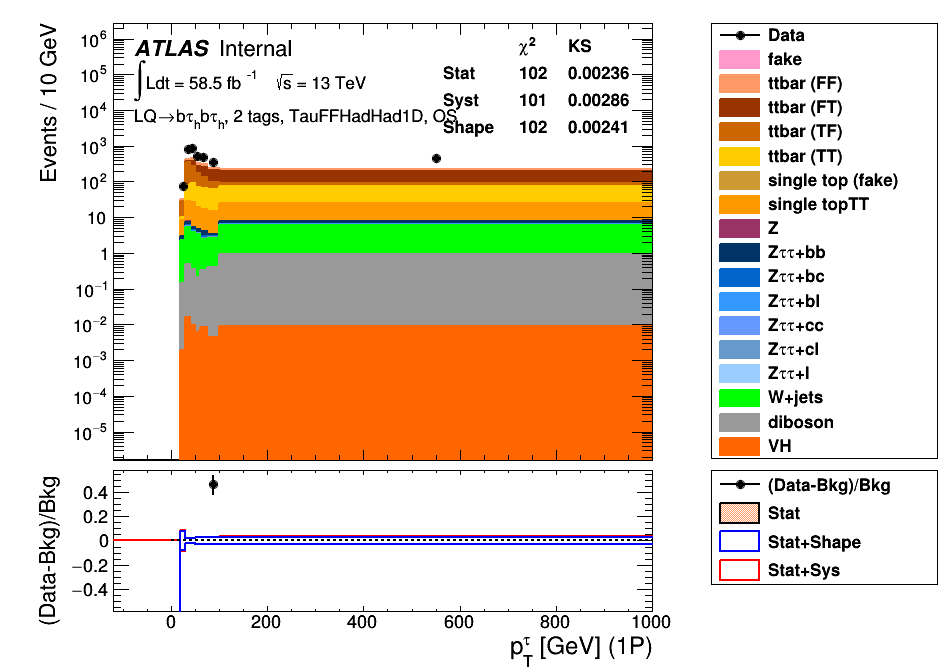 Events / 10 GeV
10⁶
10⁵
10⁴
10³
10²
10
1
10⁻¹
10⁻²
10⁻³
10⁻⁴
10⁻⁵
ATLAS Internal
∫Ldt = 58.5 fb⁻¹ √s = 13 TeV
LQ→bτₕbτₕ, 2 tags, TauFFHadHad1D, OS
χ² KS
Stat 102 0.00236
Syst 101 0.00286
Shape 102 0.00241
Data
fake
ttbar (FF)
ttbar (FT)
ttbar (TF)
ttbar (TT)
single top (fake)
single topTT
Z
Zττ+bb
Zττ+bc
Zττ+bl
Zττ+cc
Zττ+cl
Zττ+l
W+jets
diboson
VH
(Data-Bkg)/Bkg
0.4
0.2
0
−0.2
−0.4
0 200 400 600 800 1000
p_T^τ [GeV] (1P)
(Data-Bkg)/Bkg
Stat
Stat+Shape
Stat+Sys